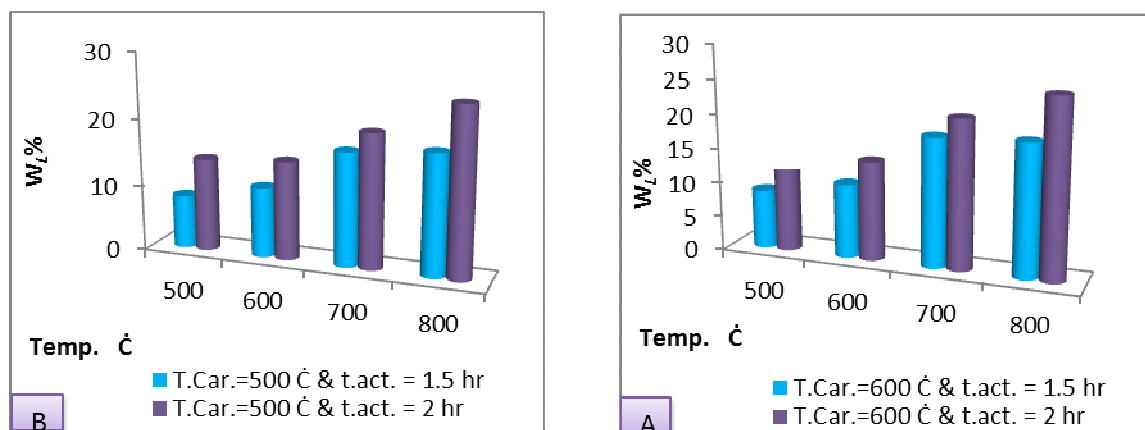 30
20
10
0
W_L%
500
600
700
800
Temp. Ċ
T.Car.=500 Ċ & t.act. = 1.5 hr
T.Car.=500 Ċ & t.act. = 2 hr
B
30
25
20
15
10
5
0
W_L%
500
600
700
800
Temp. Ċ
T.Car.=600 Ċ & t.act. = 1.5 hr
T.Car.=600 Ċ & t.act. = 2 hr
A